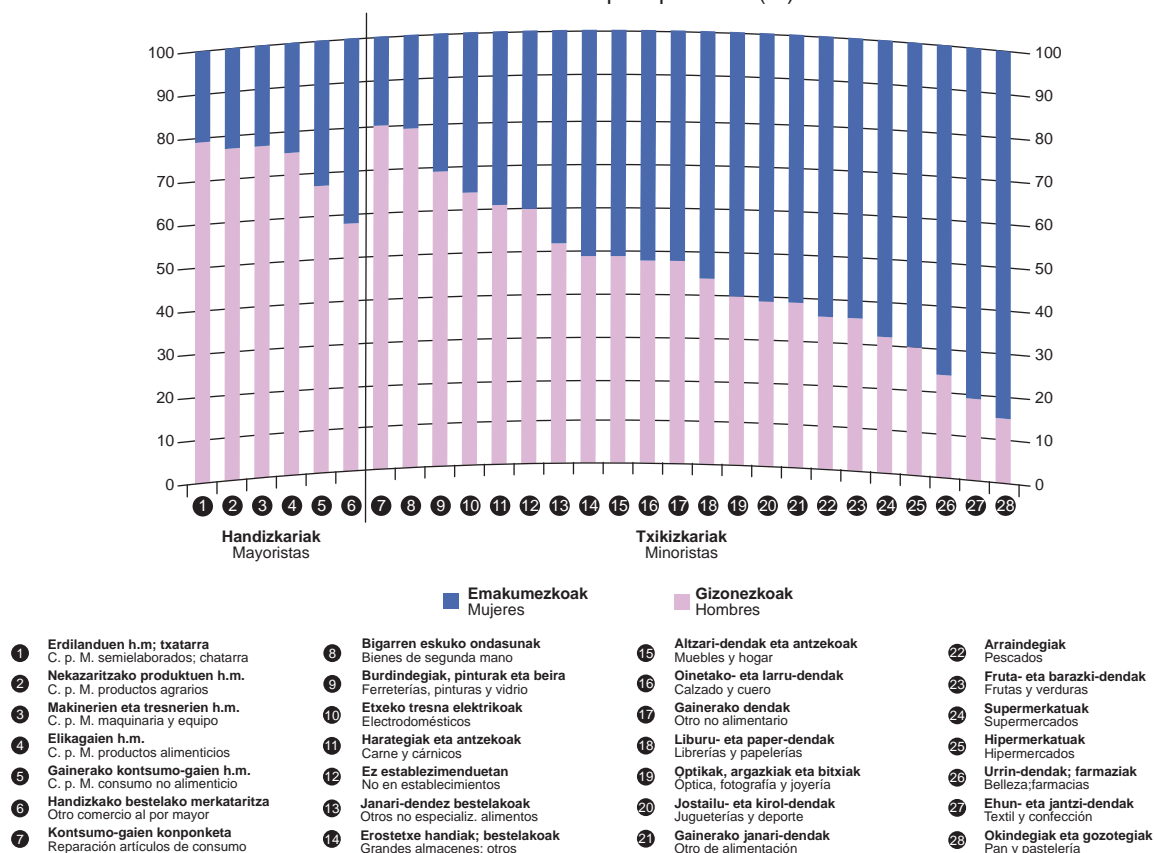 100
90
80
70
60
50
40
30
20
10
0
100
90
80
70
60
50
40
30
20
10
0
1 2 3 4 5 6 7 8 9 10 11 12 13 14 15 16 17 18 19 20 21 22 23 24 25 26 27 28
Handizkariak
Mayoristas
Txikizkariak
Minoristas
Emakumezkoak
Mujeres
Gizonezkoak
Hombres
1 Erdilanduen h.m; txatarra
C. p. M. semielaborados; chatarra
2 Nekazaritzako produktuen h.m.
C. p. M. productos agrarios
3 Makinerien eta tresnerien h.m.
C. p. M. maquinaria y equipo
4 Elikagaien h.m.
C. p. M. productos alimenticios
5 Gainerako kontsumo-gaien h.m.
C. p. M. consumo no alimenticio
6 Handizkako bestelako merkataritza
Otro comercio al por mayor
7 Kontsumo-gaien konponketa
Reparación artículos de consumo
8 Bigarren eskuko ondasunak
Bienes de segunda mano
9 Burdindegiak, pinturak eta beira
Ferreterías, pinturas y vidrio
10 Etxeko tresna elektrikoak
Electrodomésticos
11 Harategiak eta antzekoak
Carne y cárnicos
12 Ez establezimenduetan
No en establecimientos
13 Janari-dendez bestelakoak
Otros no especializ. alimentos
14 Erostetxe handiak; bestelakoak
Grandes almacenes; otros
15 Altzari-dendak eta antzekoak
Muebles y hogar
16 Oinetako- eta larru-dendak
Calzado y cuero
17 Gainerako dendak
Otro no alimentario
18 Liburu- eta paper-dendak
Librerías y papelerías
19 Optikak, argazkiak eta bitxiak
Óptica, fotografía y joyería
20 Jostailu- eta kirol-dendak
Jugueterías y deporte
21 Gainerako janari-dendak
Otro de alimentación
22 Arraindegiak
Pescados
23 Fruta- eta barazki-dendak
Frutas y verduras
24 Supermerkatuak
Supermercados
25 Hipermerkatuak
Hipermercados
26 Urrin-dendak; farmaziak
Belleza;farmacias
27 Ehun- eta jantzi-dendak
Textil y confección
28 Okindegiak eta gozotegiak
Pan y pastelería